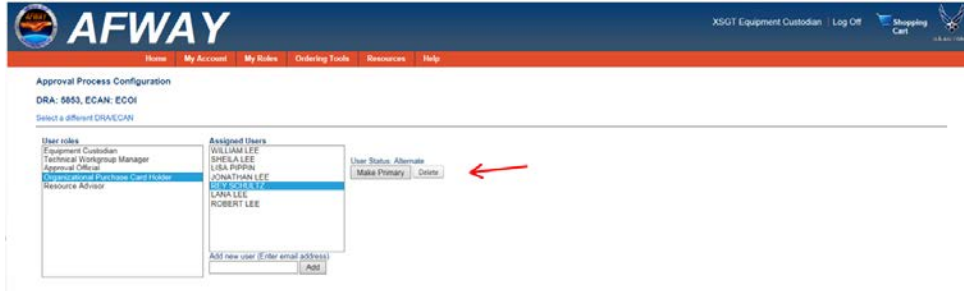 AFWAY
XSGT Equipment Custodian | Log Off
Shopping
Cart
Home My Account My Roles Ordering Tools Resources Help
Approval Process Configuration
DRA: 5853, ECAN: ECOI
Select a different DRA/ECAN
User roles
Equipment Custodian
Technical Workgroup Manager
Approval Official
Organizational Purchase Card Holder
Resource Advisor
Assigned Users
WILLIAM LEE
SHEILA LEE
LISA PIPPIN
JONATHAN LEE
REY SCHULTZ
LANA LEE
ROBERT LEE
User Status: Alternate
Make Primary Delete
Add new user (Enter email address)
Add